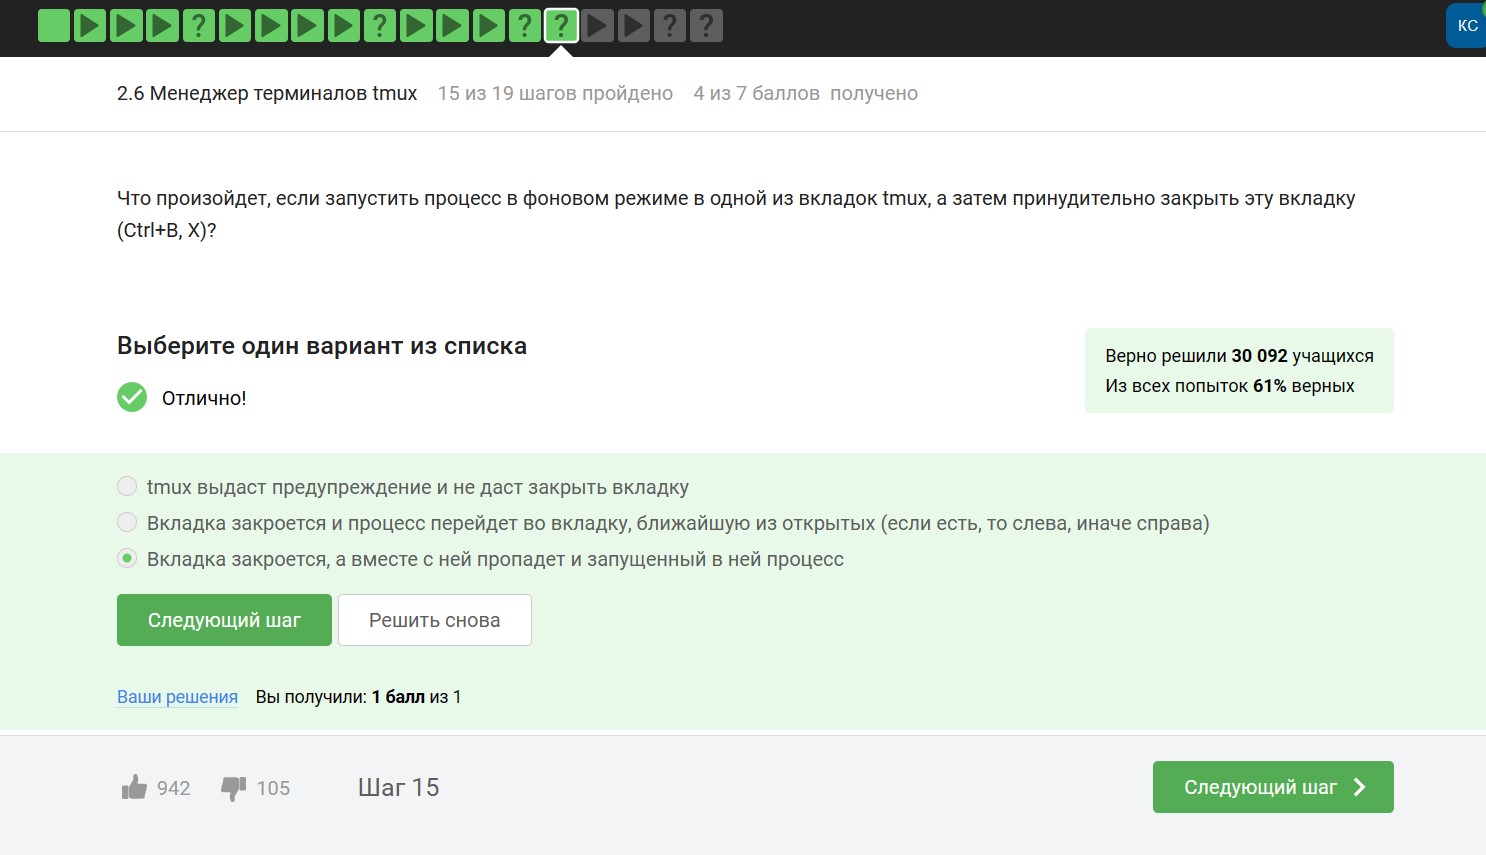 ? ? ? ? ? ?
КС
2.6 Менеджер терминалов tmux 15 из 19 шагов пройдено 4 из 7 баллов получено
Что произойдет, если запустить процесс в фоновом режиме в одной из вкладок tmux, а затем принудительно закрыть эту вкладку
(Ctrl+B, X)?
Выберите один вариант из списка
Отлично!
Верно решили 30 092 учащихся
Из всех попыток 61% верных
tmux выдаст предупреждение и не даст закрыть вкладку
Вкладка закроется и процесс перейдет во вкладку, ближайшую из открытых (если есть, то слева, иначе справа)
Вкладка закроется, а вместе с ней пропадет и запущенный в ней процесс
Следующий шаг Решить снова
Ваши решения Вы получили: 1 балл из 1
942 105 Шаг 15 Следующий шаг